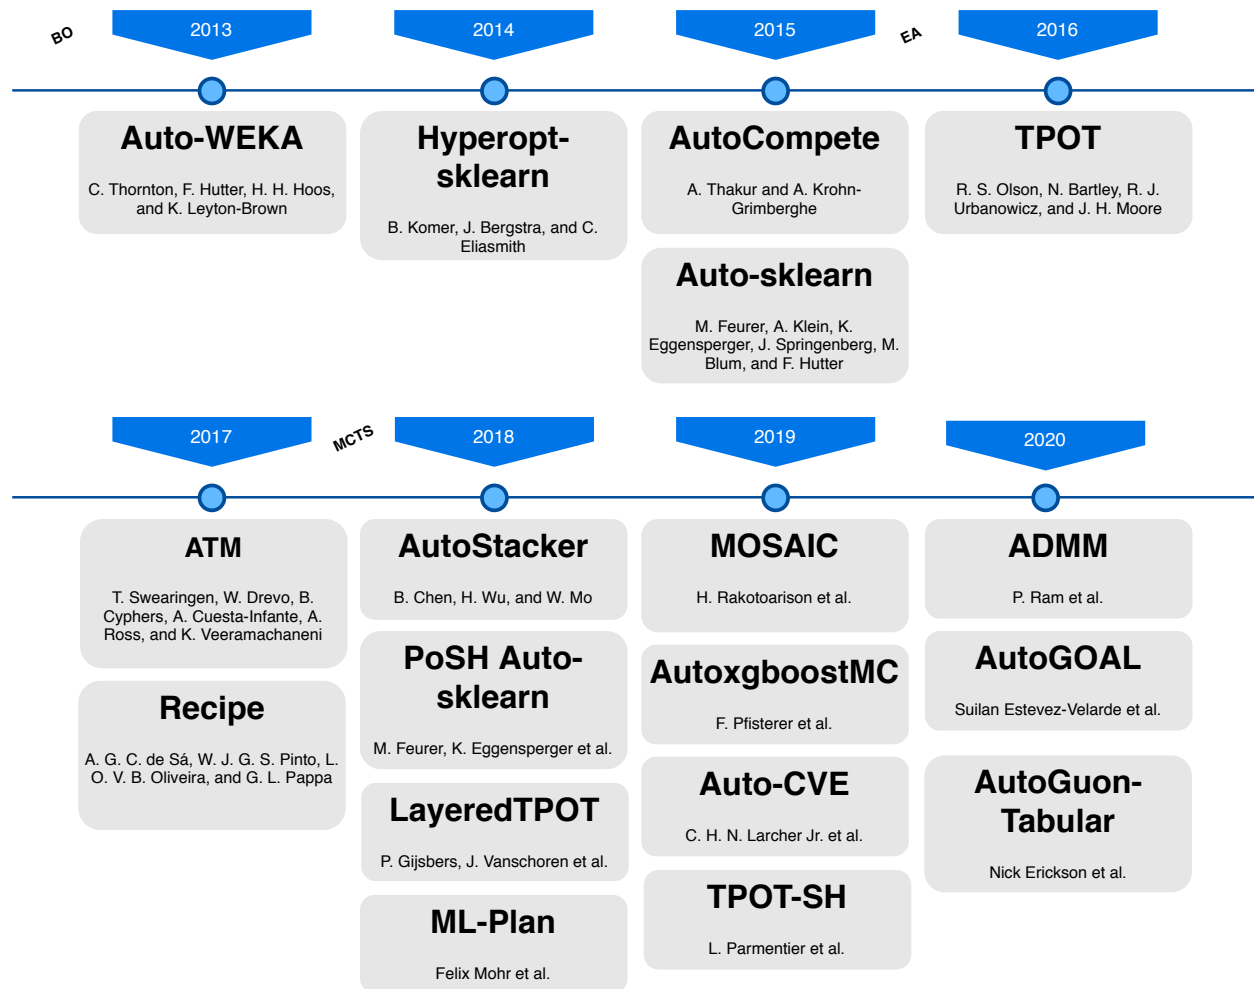 BO
2013
2014
2015
EA
2016
Auto-WEKA
C. Thornton, F. Hutter, H. H. Hoos,
and K. Leyton-Brown
Hyperopt-
sklearn
B. Komer, J. Bergstra, and C.
Eliasmith
AutoCompete
A. Thakur and A. Krohn-
Grimberghe
Auto-sklearn
M. Feurer, A. Klein, K.
Eggensperger, J. Springenberg, M.
Blum, and F. Hutter
TPOT
R. S. Olson, N. Bartley, R. J.
Urbanowicz, and J. H. Moore
2017
MCTS
2018
2019
2020
ATM
T. Swearingen, W. Drevo, B.
Cyphers, A. Cuesta-Infante, A.
Ross, and K. Veeramachaneni
Recipe
A. G. C. de Sá, W. J. G. S. Pinto, L.
O. V. B. Oliveira, and G. L. Pappa
AutoStacker
B. Chen, H. Wu, and W. Mo
PoSH Auto-
sklearn
M. Feurer, K. Eggensperger et al.
LayeredTPOT
P. Gijsbers, J. Vanschoren et al.
ML-Plan
Felix Mohr et al.
MOSAIC
H. Rakotoarison et al.
AutoxgboostMC
F. Pfisterer et al.
Auto-CVE
C. H. N. Larcher Jr. et al.
TPOT-SH
L. Parmentier et al.
ADMM
P. Ram et al.
AutoGOAL
Suilan Estevez-Velarde et al.
AutoGuon-
Tabular
Nick Erickson et al.